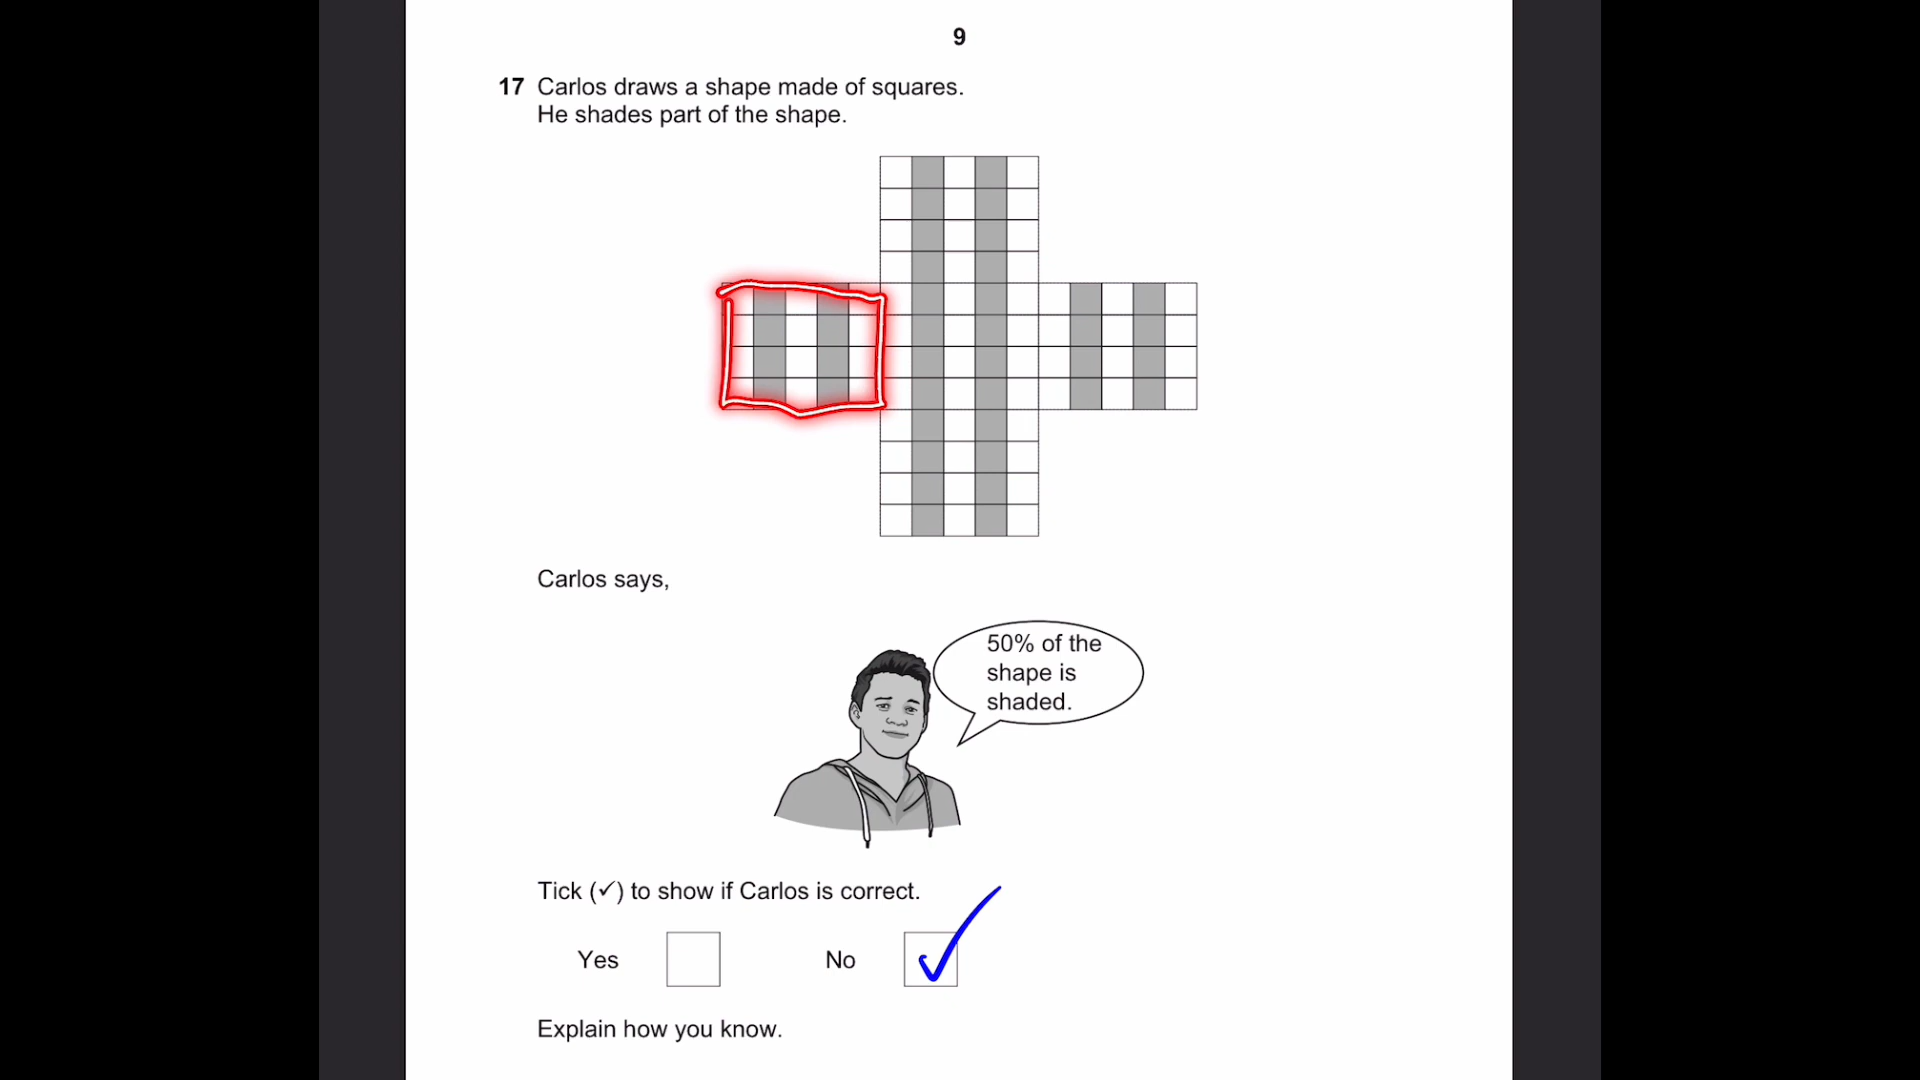 9
17 Carlos draws a shape made of squares.
He shades part of the shape.
Carlos says,
50% of the
shape is
shaded.
Tick (✓) to show if Carlos is correct.
Yes No
Explain how you know.